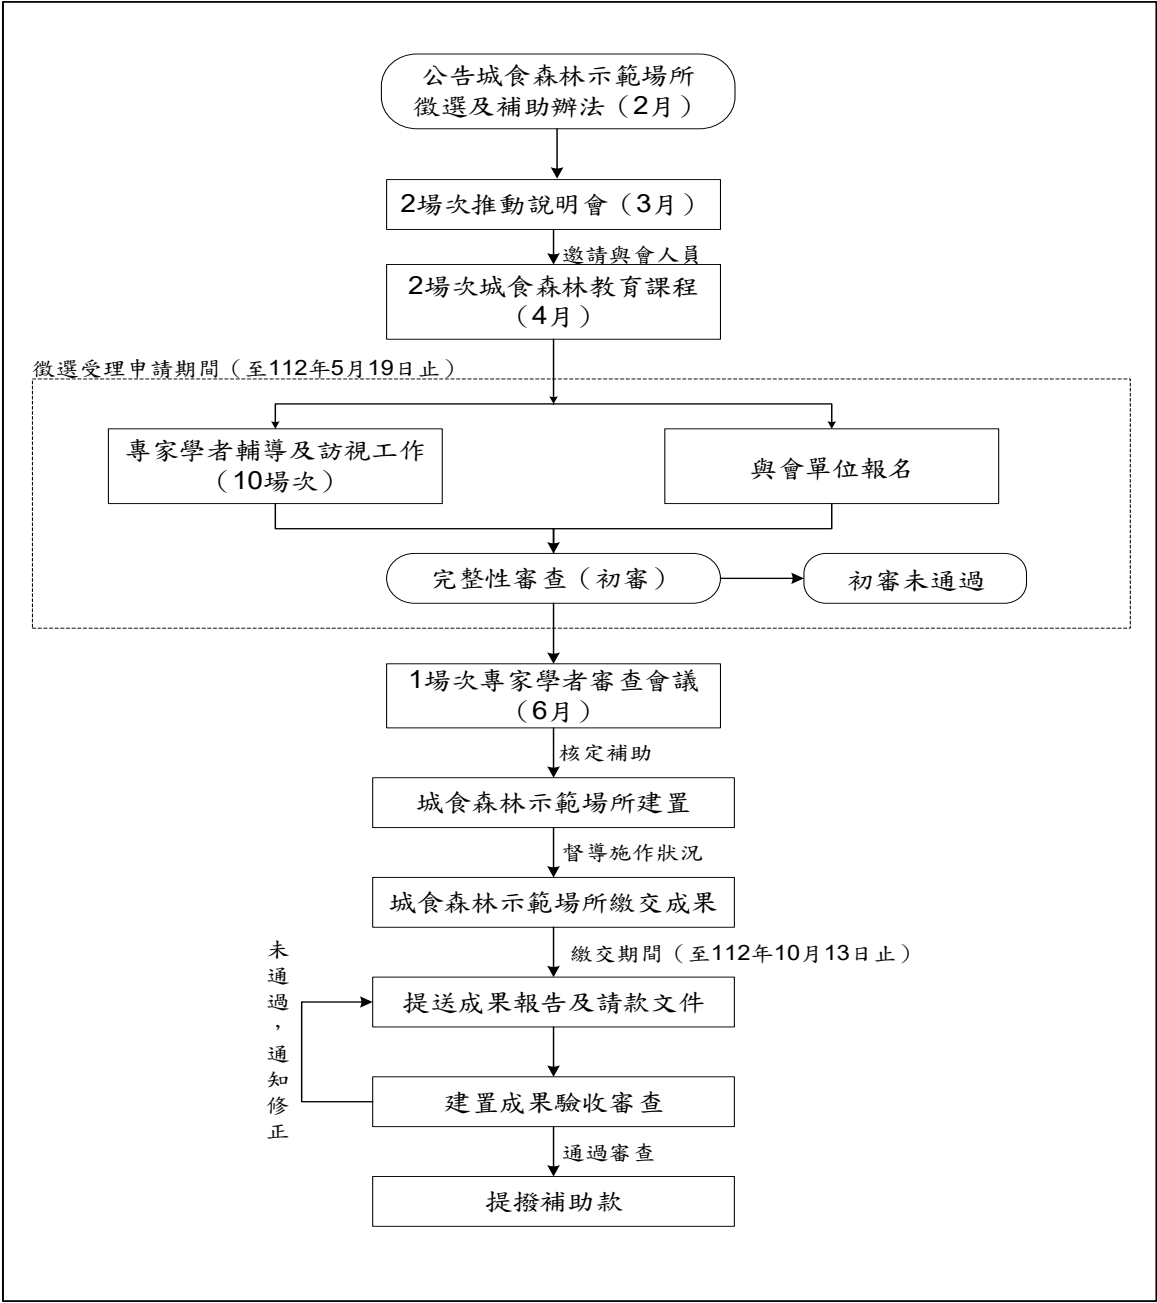 公告城食森林示範場所
徵選及補助辦法（2月）
2場次推動說明會（3月）
邀請與會人員
2場次城食森林教育課程
（4月）
徵選受理申請期間（至112年5月19日止）
專家學者輔導及訪視工作
（10場次）
與會單位報名
完整性審查（初審）
初審未通過
1場次專家學者審查會議
（6月）
核定補助
城食森林示範場所建置
督導施作狀況
城食森林示範場所繳交成果
繳交期間（至112年10月13日止）
提送成果報告及請款文件
未通過，通知修正
建置成果驗收審查
通過審查
提撥補助款